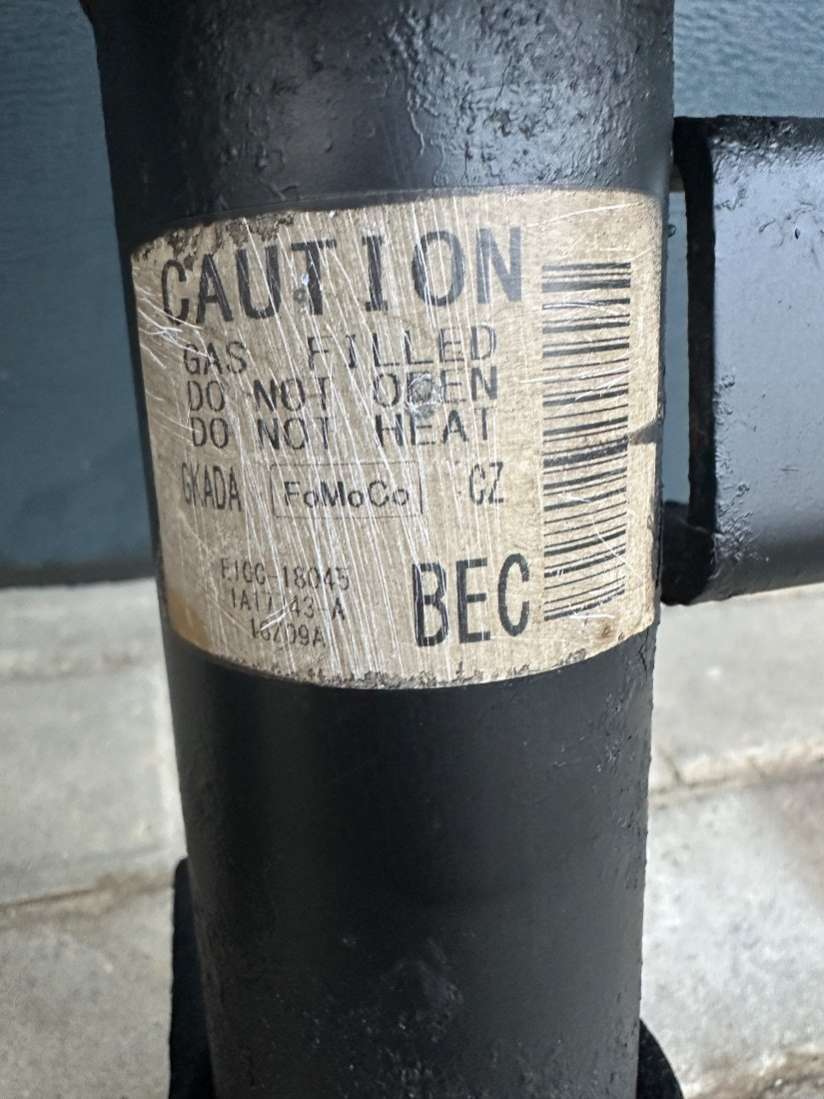 CAUTION
GAS FILLED
DO NOT OPEN
DO NOT HEAT
GKADA FoMoCo CZ
BEC